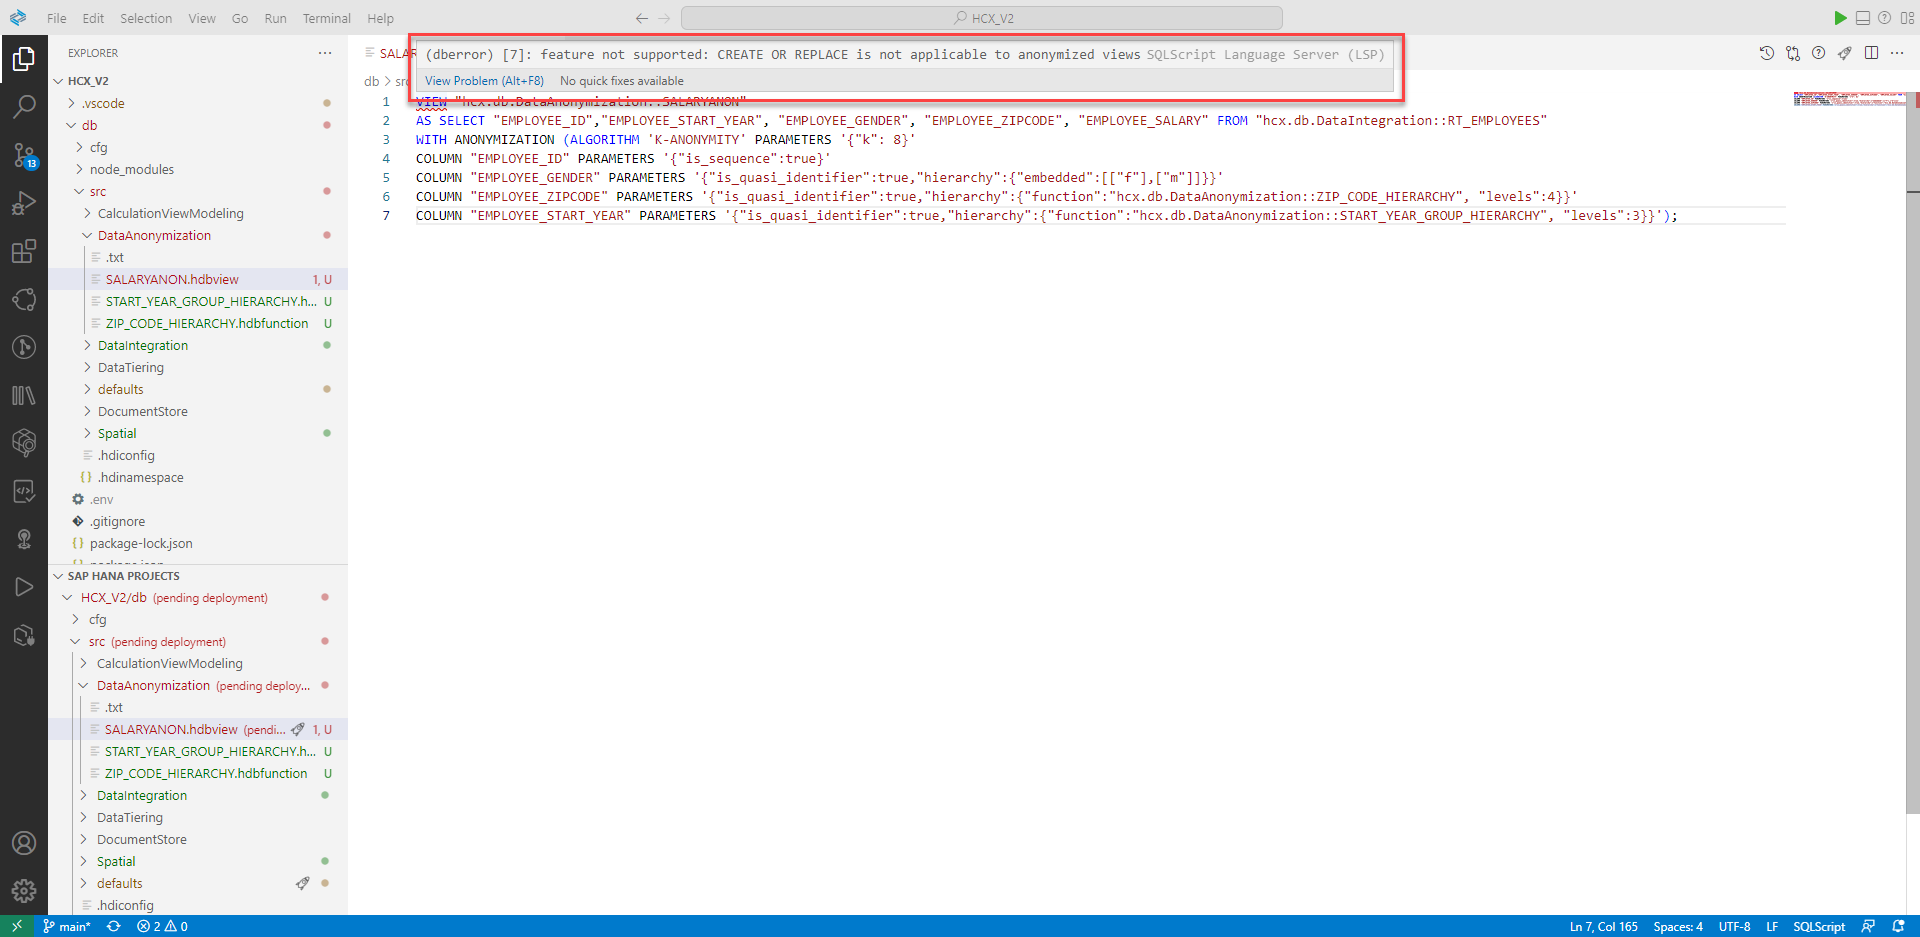 File Edit Selection View Go Run Terminal Help
HCX_V2
EXPLORER
HCX_V2
.vscode
db
cfg
node_modules
src
CalculationViewModeling
DataAnonymization
.txt
SALARYANON.hdbview 1, U
START_YEAR_GROUP_HIERARCHY.h... U
ZIP_CODE_HIERARCHY.hdbfunction U
DataIntegration
DataTiering
defaults
DocumentStore
Spatial
.hdiconfig
{} .hdinamespace
.env
.gitignore
{} package-lock.json
SAP HANA PROJECTS
HCX_V2/db (pending deployment)
cfg
src (pending deployment)
CalculationViewModeling
DataAnonymization (pending deploy...
.txt
SALARYANON.hdbview (pendi... 1, U
START_YEAR_GROUP_HIERARCHY.h... U
ZIP_CODE_HIERARCHY.hdbfunction U
DataIntegration
DataTiering
DocumentStore
Spatial
defaults
.hdiconfig
13
SALAR
(dberror) [7]: feature not supported: CREATE OR REPLACE is not applicable to anonymized views SQLScript Language Server (LSP)
View Problem (Alt+F8) No quick fixes available
db > src
1 VIEW "hcx.db.DataAnonymization::SALARYANON"
2 AS SELECT "EMPLOYEE_ID","EMPLOYEE_START_YEAR", "EMPLOYEE_GENDER", "EMPLOYEE_ZIPCODE", "EMPLOYEE_SALARY" FROM "hcx.db.DataIntegration::RT_EMPLOYEES"
3 WITH ANONYMIZATION (ALGORITHM 'K-ANONYMITY' PARAMETERS '{"k": 8}'
4 COLUMN "EMPLOYEE_ID" PARAMETERS '{"is_sequence":true}'
5 COLUMN "EMPLOYEE_GENDER" PARAMETERS '{"is_quasi_identifier":true,"hierarchy":{"embedded":[["f"],["m"]]}}'
6 COLUMN "EMPLOYEE_ZIPCODE" PARAMETERS '{"is_quasi_identifier":true,"hierarchy":{"function":"hcx.db.DataAnonymization::ZIP_CODE_HIERARCHY", "levels":4}}'
7 COLUMN "EMPLOYEE_START_YEAR" PARAMETERS '{"is_quasi_identifier":true,"hierarchy":{"function":"hcx.db.DataAnonymization::START_YEAR_GROUP_HIERARCHY", "levels":3}}');
main* 2 0
Ln 7, Col 165 Spaces: 4 UTF-8 LF SQLScript